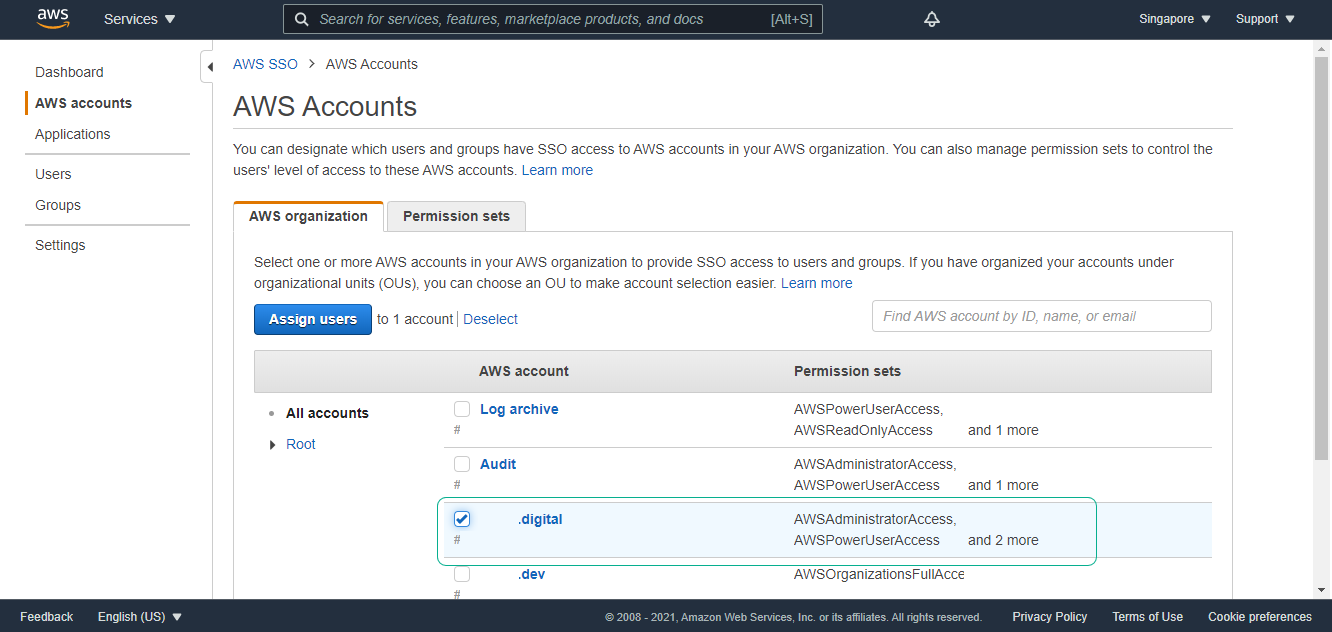 aws
Services
Search for services, features, marketplace products, and docs [Alt+S]
Singapore
Support
Dashboard
AWS accounts
Applications
Users
Groups
Settings
AWS SSO > AWS Accounts
AWS Accounts
You can designate which users and groups have SSO access to AWS accounts in your AWS organization. You can also manage permission sets to control the
users' level of access to these AWS accounts. Learn more
AWS organization
Permission sets
Select one or more AWS accounts in your AWS organization to provide SSO access to users and groups. If you have organized your accounts under
organizational units (OUs), you can choose an OU to make account selection easier. Learn more
Assign users to 1 account | Deselect
Find AWS account by ID, name, or email
AWS account
Permission sets
All accounts
Root
Log archive
#
AWSPowerUserAccess,
AWSReadOnlyAccess and 1 more
Audit
#
AWSAdministratorAccess,
AWSPowerUserAccess and 1 more
.digital
#
AWSAdministratorAccess,
AWSPowerUserAccess and 2 more
.dev
#
AWSOrganizationsFullAcce
Feedback
English (US)
© 2008 - 2021, Amazon Web Services, Inc. or its affiliates. All rights reserved.
Privacy Policy
Terms of Use
Cookie preferences